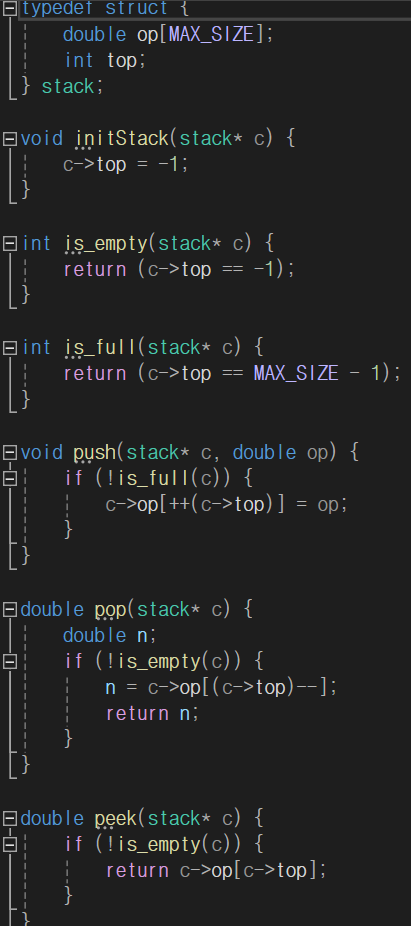 typedef struct {
    double op[MAX_SIZE];
    int top;
} stack;
void initStack(stack* c) {
    c->top = -1;
}
int is_empty(stack* c) {
    return (c->top == -1);
}
int is_full(stack* c) {
    return (c->top == MAX_SIZE - 1);
}
void push(stack* c, double op) {
    if (!is_full(c)) {
        c->op[++(c->top)] = op;
    }
}
double pop(stack* c) {
    double n;
    if (!is_empty(c)) {
        n = c->op[(c->top)--];
        return n;
    }
}
double peek(stack* c) {
    if (!is_empty(c)) {
        return c->op[c->top];
    }
}